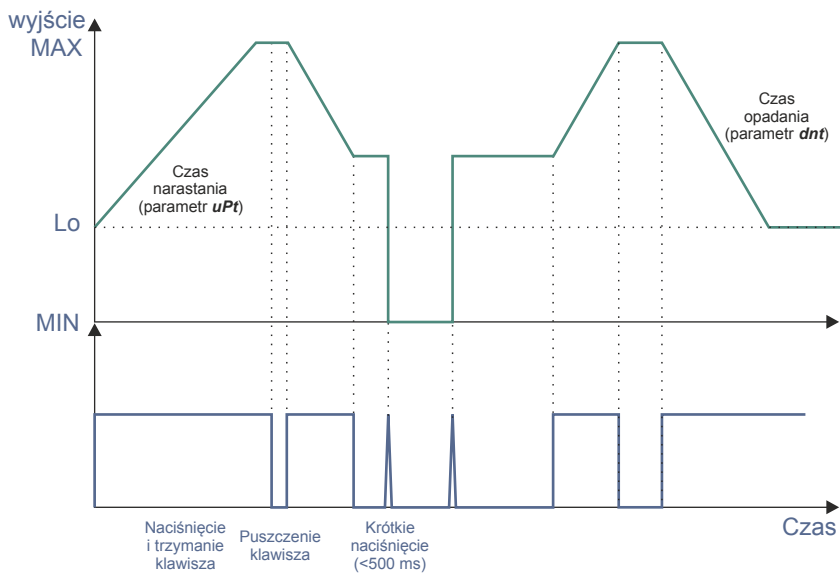 wyjście
MAX
Czas
narastania
(parametr uPt)
Czas
opadania
(parametr dnt)
Lo
MIN
Naciśnięcie
i trzymanie
klawisza
Puszczenie
klawisza
Krótkie
naciśnięcie
(<500 ms)
Czas